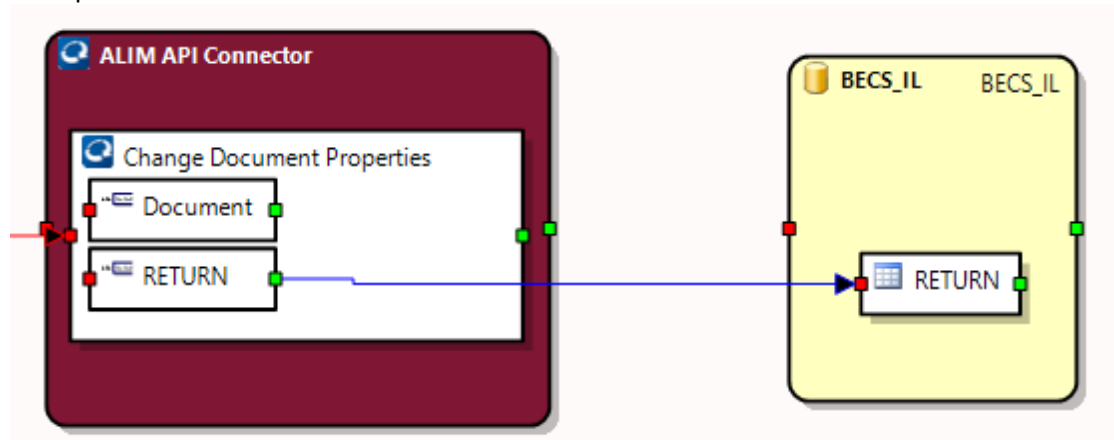 ALIM API Connector
Change Document Properties
Document
RETURN
BECS_IL BECS_IL
RETURN